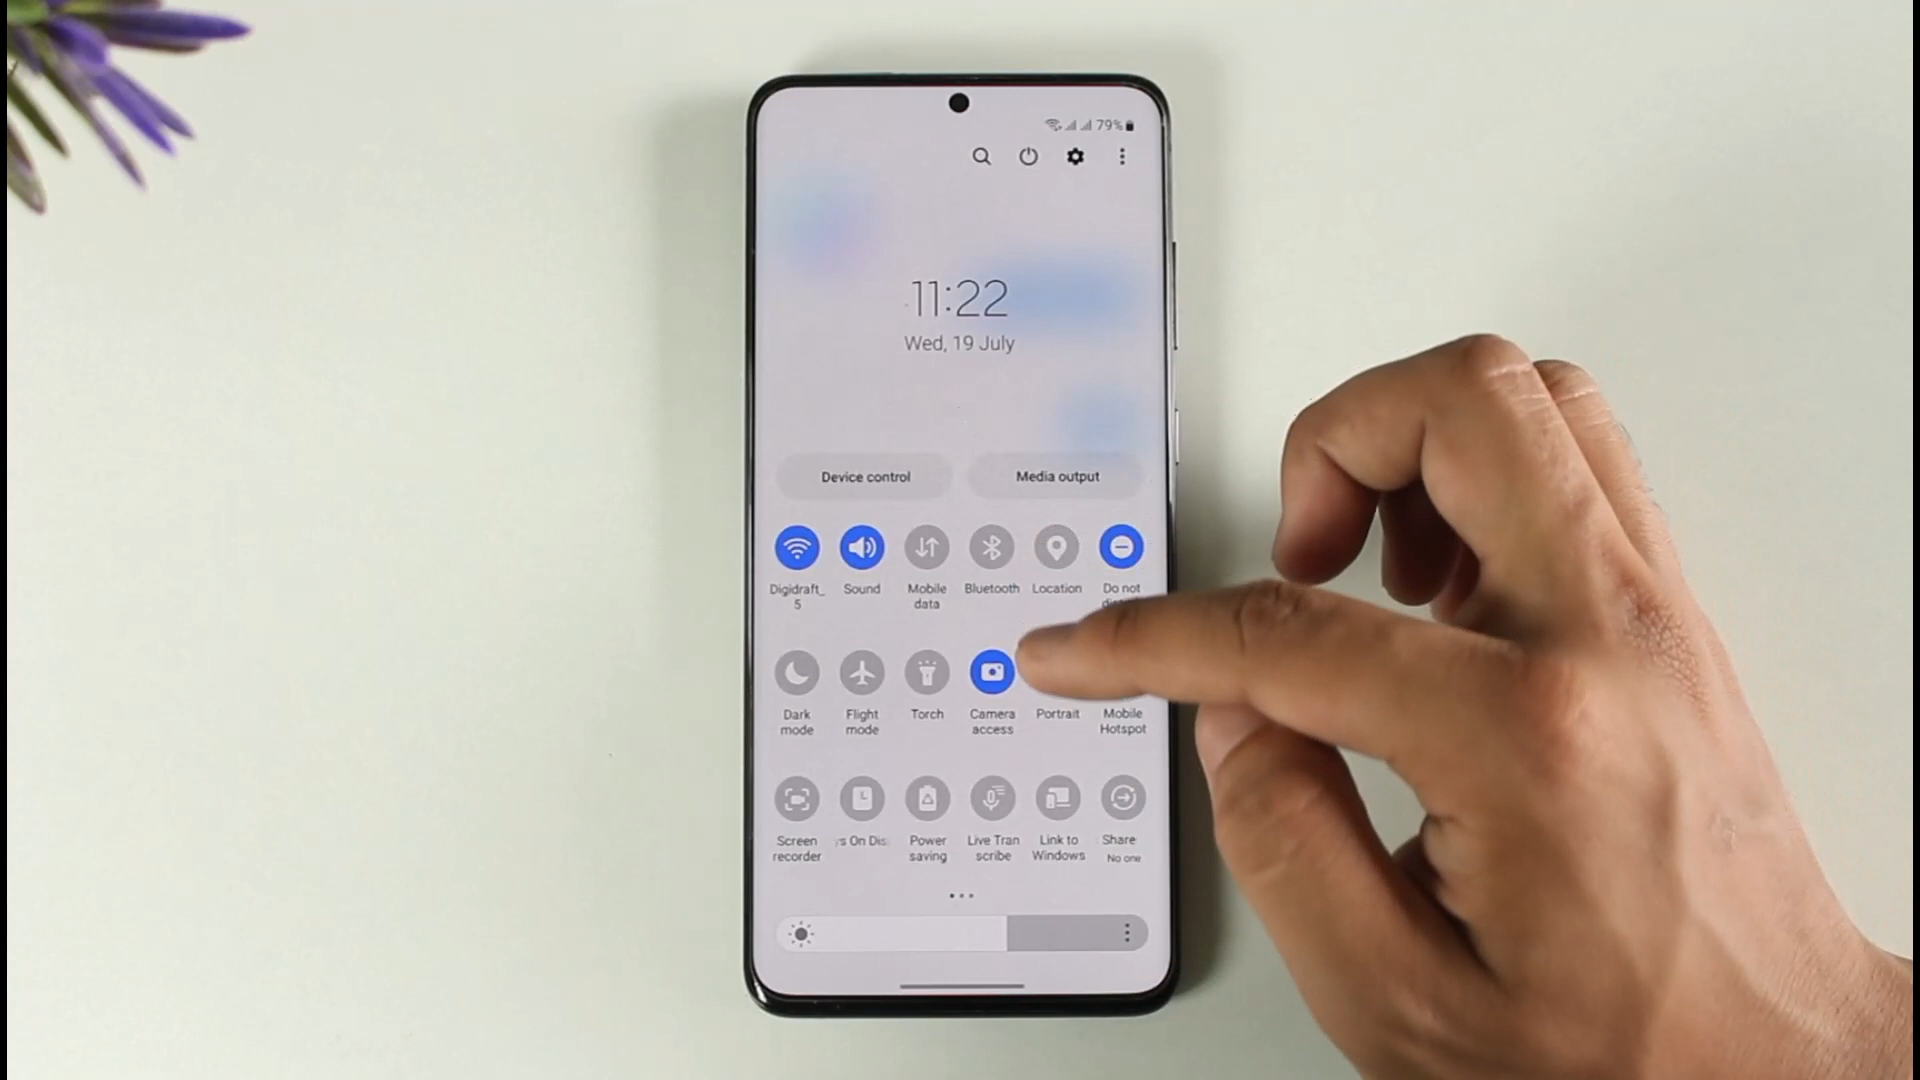 79%
11:22
Wed, 19 July
Device control
Media output
Digidraft_
5
Sound
Mobile
data
Bluetooth
Location
Do not
Dark
mode
Flight
mode
Torch
Camera
access
Portrait
Mobile
Hotspot
Screen
recorder
s On Dis
Power
saving
Live Tran
scribe
Link to
Windows
Share
No one